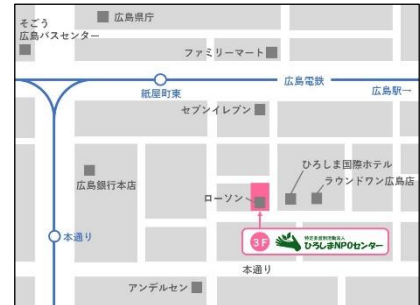 広島県庁
そごう
広島バスセンター
ファミリーマート
広島電鉄
広島駅→
紙屋町東
セブンイレブン
ひろしま国際ホテル
ラウンドワン広島店
広島銀行本店
ローソン
3F
特定非営利活動法人
ひろしまNPOセンター
本通り
本通り
アンデルセン